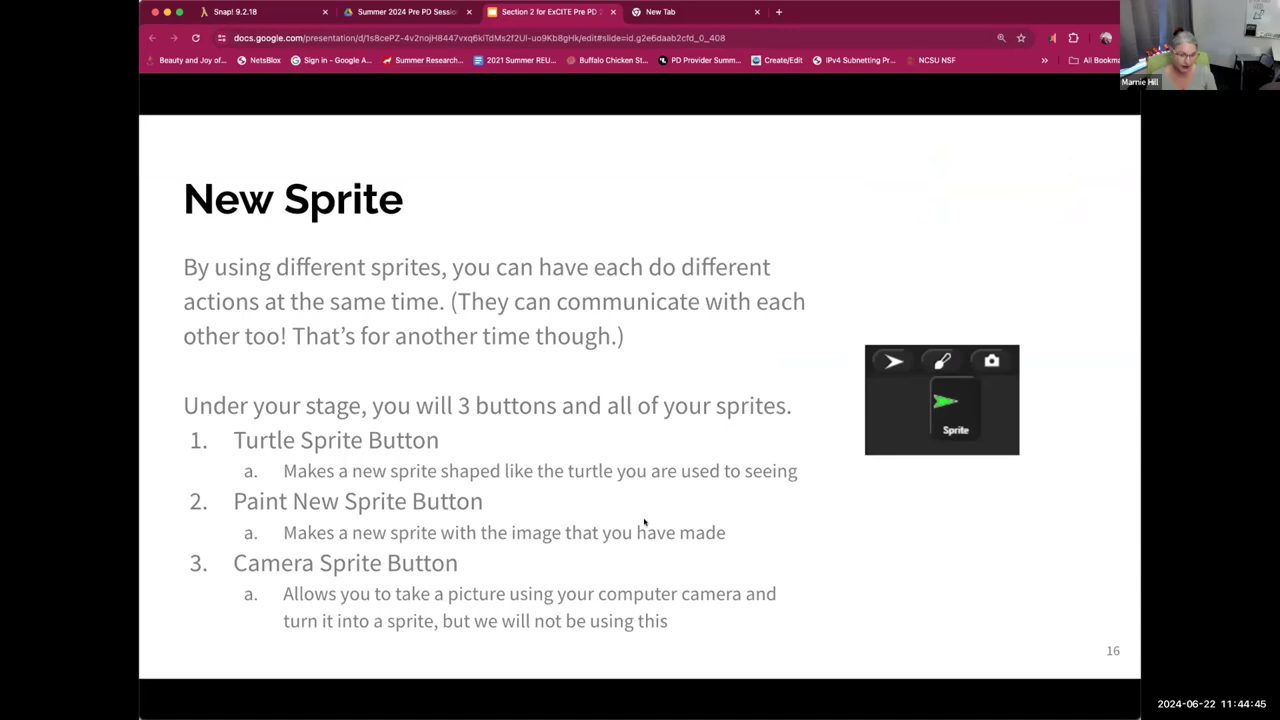 Snap! 9.2.18
Summer 2024 Pre PD Sessio
Section 2 for ExCITE Pre PD 2
New Tab
docs.google.com/presentation/d/1s8cePZ-4v2nojH8447vxq6kiTdMs2f2Ul-uo9Kb8gHk/edit#slide=id.g2e6daab2cfd_0_408
Beauty and Joy of...
NetsBlox
Sign in - Google A...
Summer Research...
2021 Summer REU...
Buffalo Chicken St...
PD Provider Summ...
Create/Edit
IPv4 Subnetting Pr...
NCSU NSF
All Bookma
Marnie Hill
New Sprite
By using different sprites, you can have each do different
actions at the same time. (They can communicate with each
other too! That’s for another time though.)
Under your stage, you will 3 buttons and all of your sprites.
1. Turtle Sprite Button
a. Makes a new sprite shaped like the turtle you are used to seeing
2. Paint New Sprite Button
a. Makes a new sprite with the image that you have made
3. Camera Sprite Button
a. Allows you to take a picture using your computer camera and
turn it into a sprite, but we will not be using this
Sprite
16
2024-06-22 11:44:45